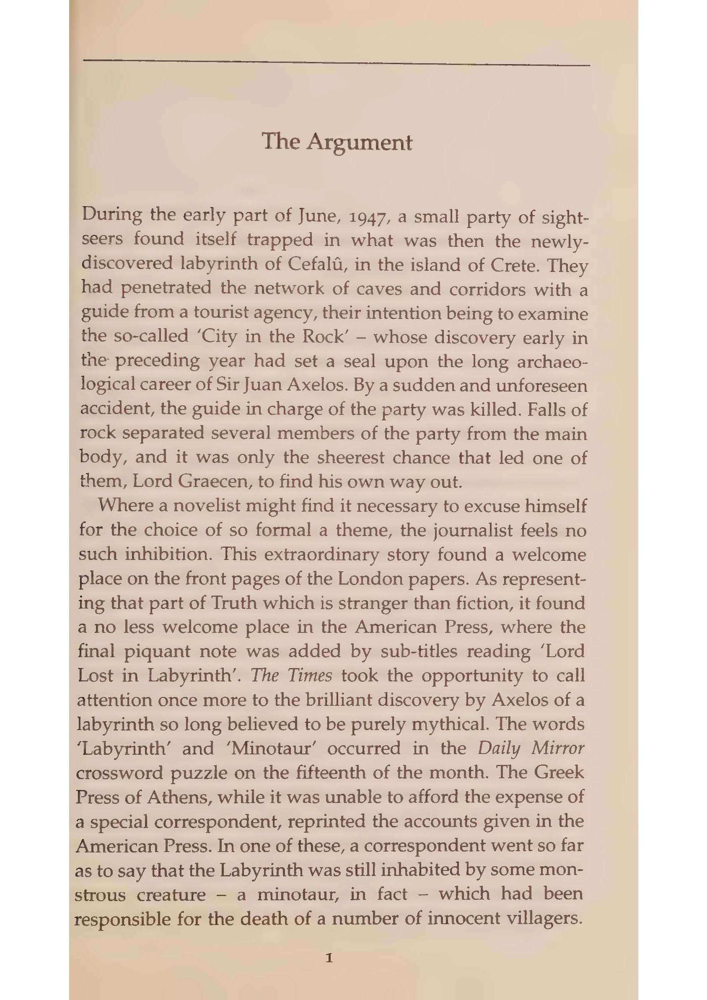 The Argument
During the early part of June, 1947, a small party of sight-
seers found itself trapped in what was then the newly-
discovered labyrinth of Cefalû, in the island of Crete. They
had penetrated the network of caves and corridors with a
guide from a tourist agency, their intention being to examine
the so-called ‘City in the Rock’ – whose discovery early in
the preceding year had set a seal upon the long archaeo-
logical career of Sir Juan Axelos. By a sudden and unforeseen
accident, the guide in charge of the party was killed. Falls of
rock separated several members of the party from the main
body, and it was only the sheerest chance that led one of
them, Lord Graecen, to find his own way out.
Where a novelist might find it necessary to excuse himself
for the choice of so formal a theme, the journalist feels no
such inhibition. This extraordinary story found a welcome
place on the front pages of the London papers. As represent-
ing that part of Truth which is stranger than fiction, it found
a no less welcome place in the American Press, where the
final piquant note was added by sub-titles reading ‘Lord
Lost in Labyrinth’. The Times took the opportunity to call
attention once more to the brilliant discovery by Axelos of a
labyrinth so long believed to be purely mythical. The words
‘Labyrinth’ and ‘Minotaur’ occurred in the Daily Mirror
crossword puzzle on the fifteenth of the month. The Greek
Press of Athens, while it was unable to afford the expense of
a special correspondent, reprinted the accounts given in the
American Press. In one of these, a correspondent went so far
as to say that the Labyrinth was still inhabited by some mon-
strous creature – a minotaur, in fact – which had been
responsible for the death of a number of innocent villagers.
1